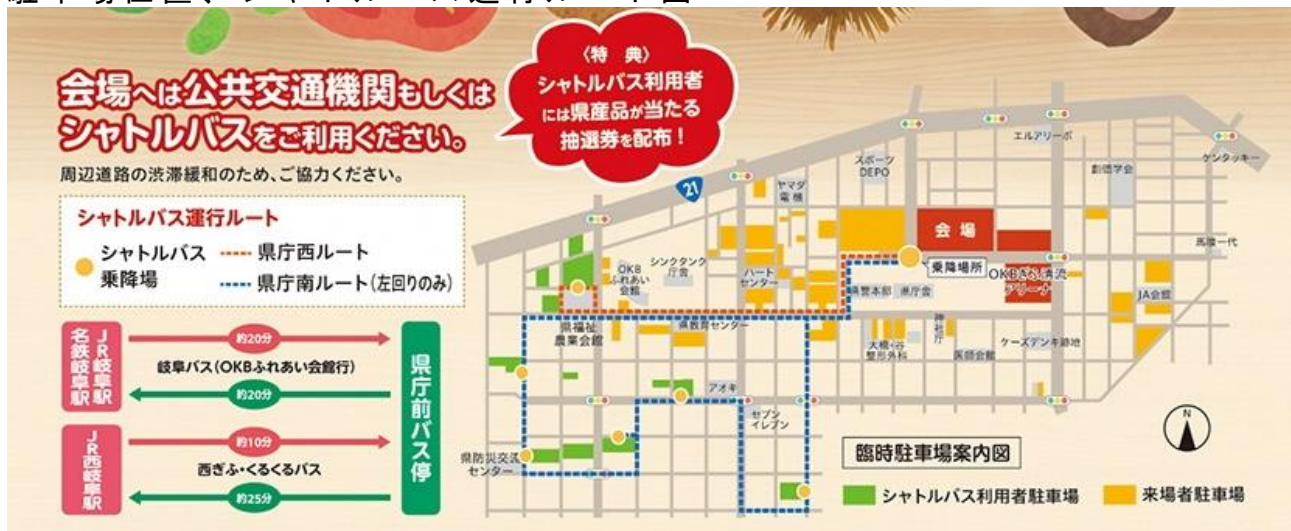 会場へは公共交通機関もしくは
シャトルバスをご利用ください。
周辺道路の渋滞緩和のため、ご協力ください。
〈特 典〉
シャトルバス利用者
には県産品が当たる
抽選券を配布！
シャトルバス運行ルート
シャトルバス
乗降場
県庁西ルート
県庁南ルート(左回りのみ)
JR岐阜駅
名鉄岐阜駅
約20分
岐阜バス(OKBふれあい会館行)
約20分
JR西岐阜駅
約10分
西ぎふ・くるくるバス
約25分
県庁前バス停
21
エルアリーボ
ケンタッキー
スポーツ
DEPO
創価学会
ヤマダ
電機
会場
馬喰一代
OKB
ふれあい
会館
シンクタンク
庁舎
ハート
センター
乗降場所
OKBぎふ清流
アリーナ
県警本部
県庁舎
JA会館
県福祉
農業会館
県教育センター
大橋・谷
整形外科
神社庁
医師会館
ケーズデンキ跡地
アオキ
セブン
イレブン
県防災交流
センター
N
臨時駐車場案内図
シャトルバス利用者駐車場
来場者駐車場